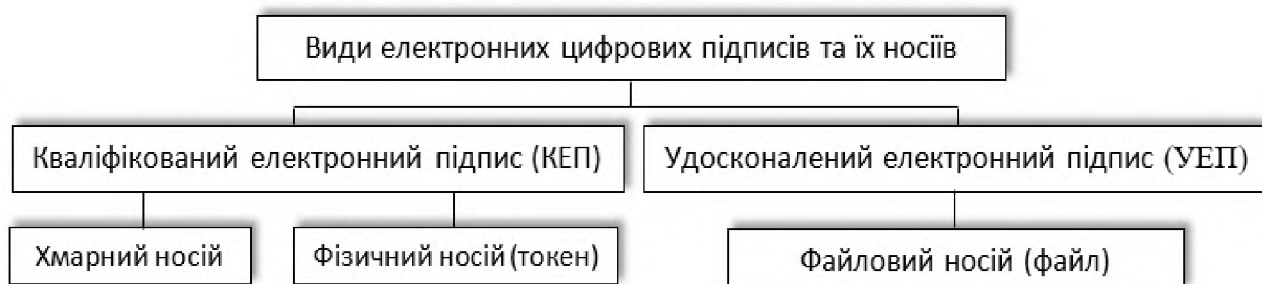 Види електронних цифрових підписів та їх носіїв
Кваліфікований електронний підпис (КЕП)
Удосконалений електронний підпис (УЕП)
Хмарний носій
Фізичний носій (токен)
Файловий носій (файл)